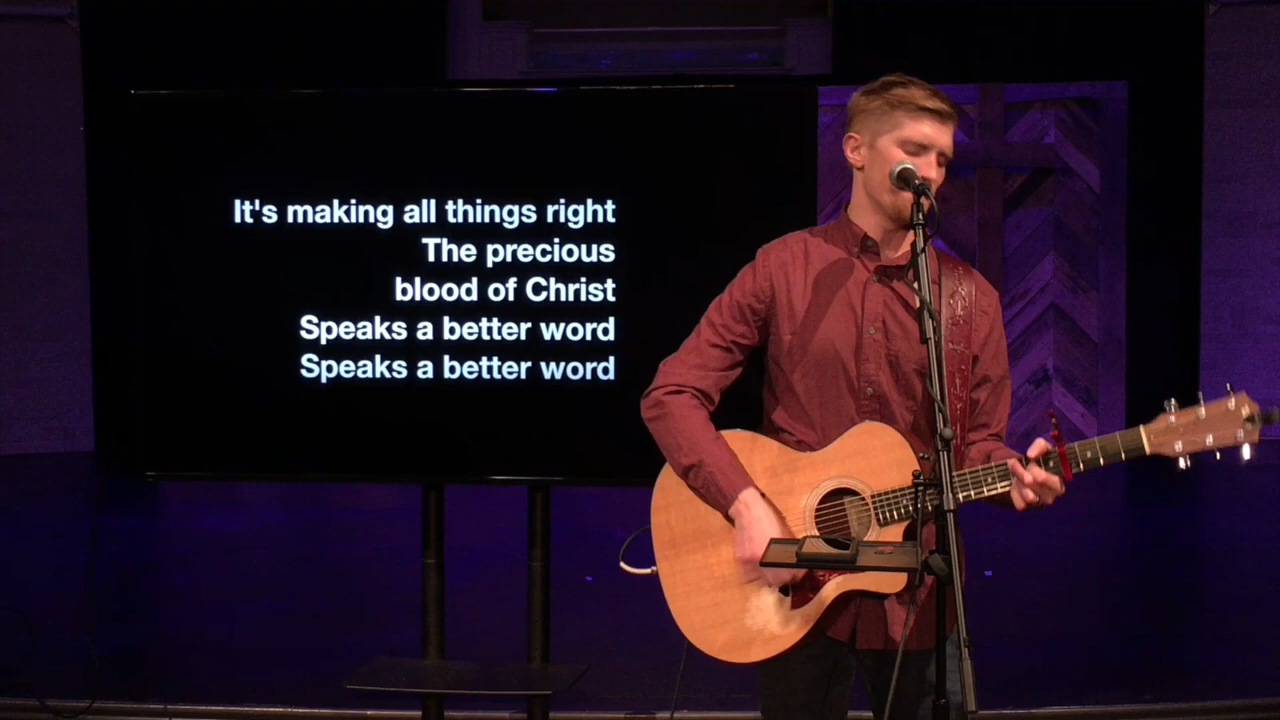 It's making all things right
The precious
blood of Christ
Speaks a better word
Speaks a better word